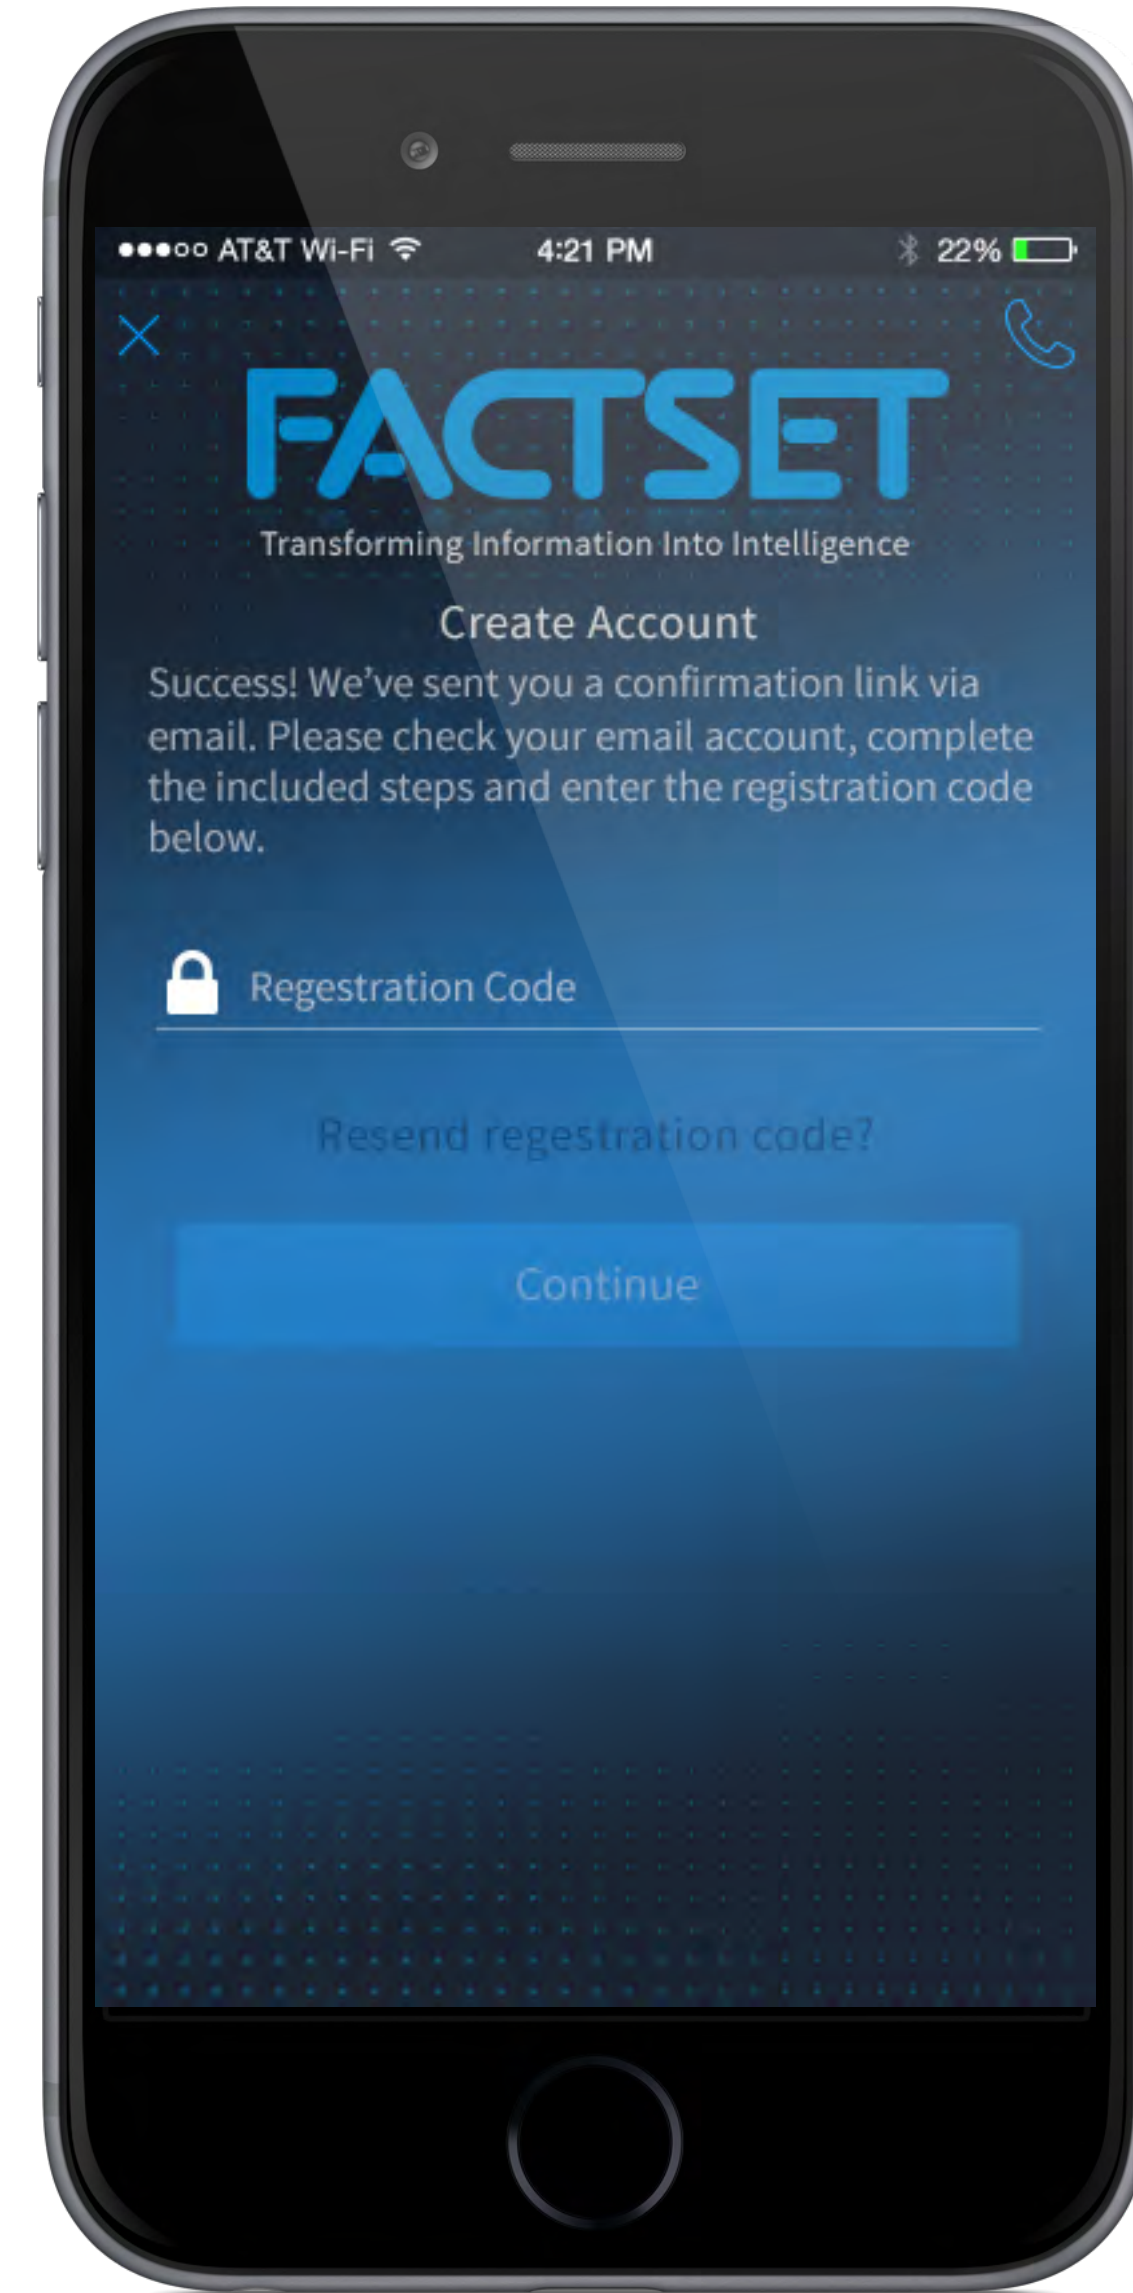 AT&T Wi-Fi 4:21 PM 22%
FACTSET
Transforming Information Into Intelligence
Create Account
Success! We've sent you a confirmation link via
email. Please check your email account, complete
the included steps and enter the registration code
below.
Regestration Code
Resend regestration code?
Continue